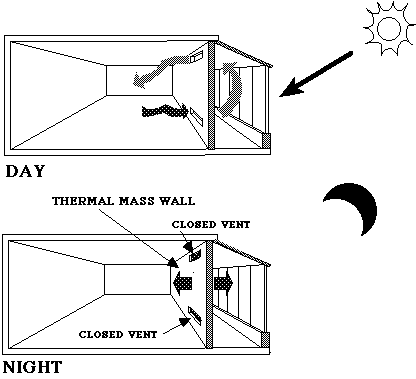 DAY
THERMAL MASS WALL
CLOSED VENT
CLOSED VENT
NIGHT